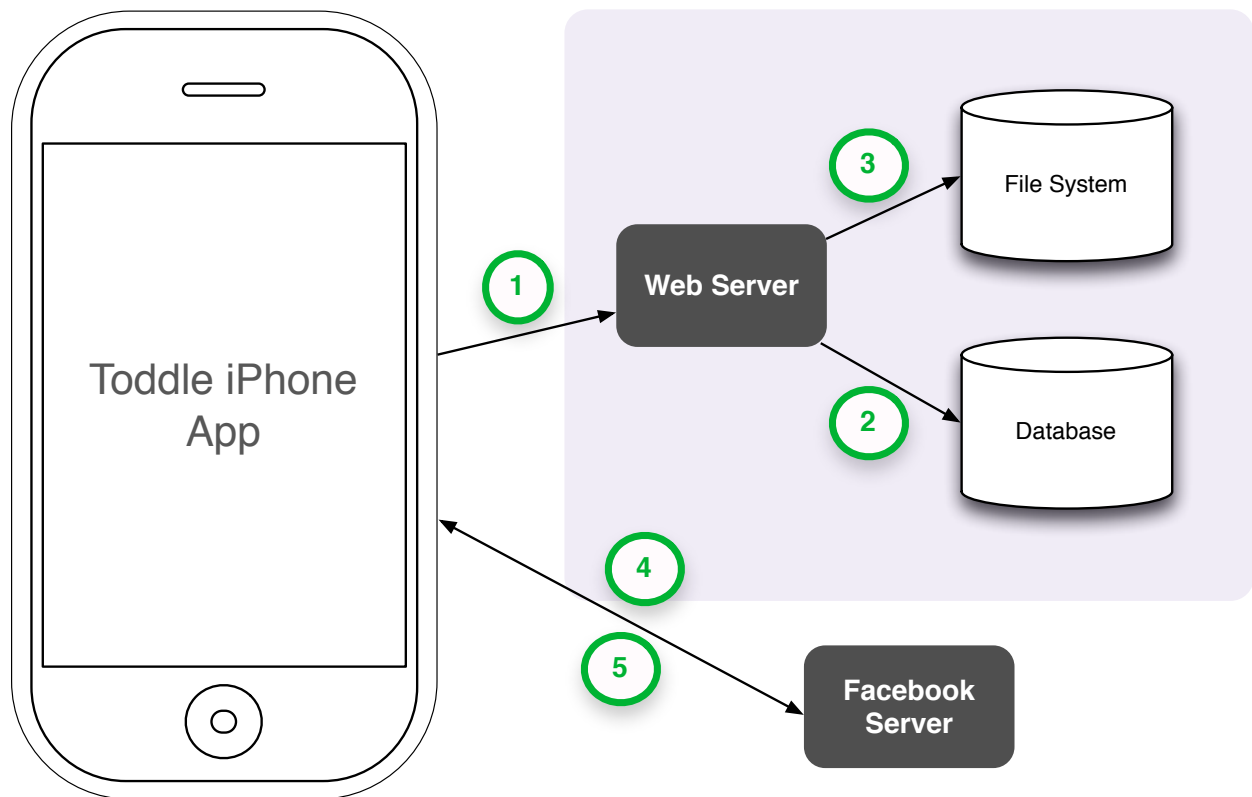 3
File System
1
Web Server
Toddle iPhone
App
2
Database
4
5
Facebook
Server